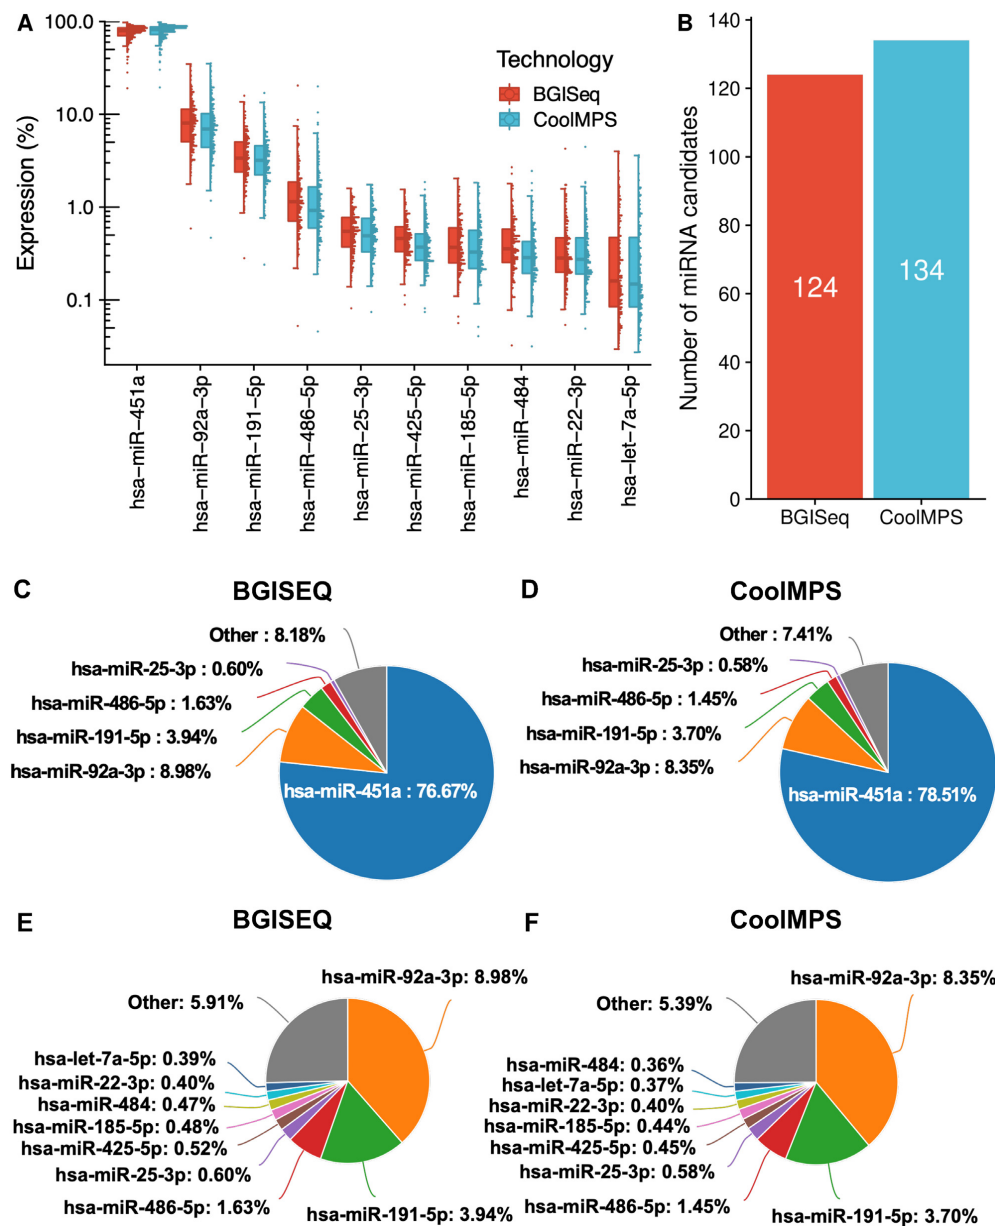 A
Expression (%)
100.0
10.0
1.0
0.1
Technology
BGISeq
CoolMPS
hsa−miR−451a
hsa−miR−92a−3p
hsa−miR−191−5p
hsa−miR−486−5p
hsa−miR−25−3p
hsa−miR−425−5p
hsa−miR−185−5p
hsa−miR−484
hsa−miR−22−3p
hsa−let−7a−5p
B
Number of miRNA candidates
140
120
100
80
60
40
20
0
124
134
BGISeq
CoolMPS
C
BGISEQ
Other : 8.18%
hsa-miR-25-3p : 0.60%
hsa-miR-486-5p : 1.63%
hsa-miR-191-5p : 3.94%
hsa-miR-92a-3p : 8.98%
hsa-miR-451a : 76.67%
D
CoolMPS
Other : 7.41%
hsa-miR-25-3p : 0.58%
hsa-miR-486-5p : 1.45%
hsa-miR-191-5p : 3.70%
hsa-miR-92a-3p : 8.35%
hsa-miR-451a : 78.51%
E
BGISEQ
hsa-miR-92a-3p: 8.98%
Other: 5.91%
hsa-let-7a-5p: 0.39%
hsa-miR-22-3p: 0.40%
hsa-miR-484: 0.47%
hsa-miR-185-5p: 0.48%
hsa-miR-425-5p: 0.52%
hsa-miR-25-3p: 0.60%
hsa-miR-486-5p: 1.63%
hsa-miR-191-5p: 3.94%
F
CoolMPS
hsa-miR-92a-3p: 8.35%
Other: 5.39%
hsa-miR-484: 0.36%
hsa-let-7a-5p: 0.37%
hsa-miR-22-3p: 0.40%
hsa-miR-185-5p: 0.44%
hsa-miR-425-5p: 0.45%
hsa-miR-25-3p: 0.58%
hsa-miR-486-5p: 1.45%
hsa-miR-191-5p: 3.70%